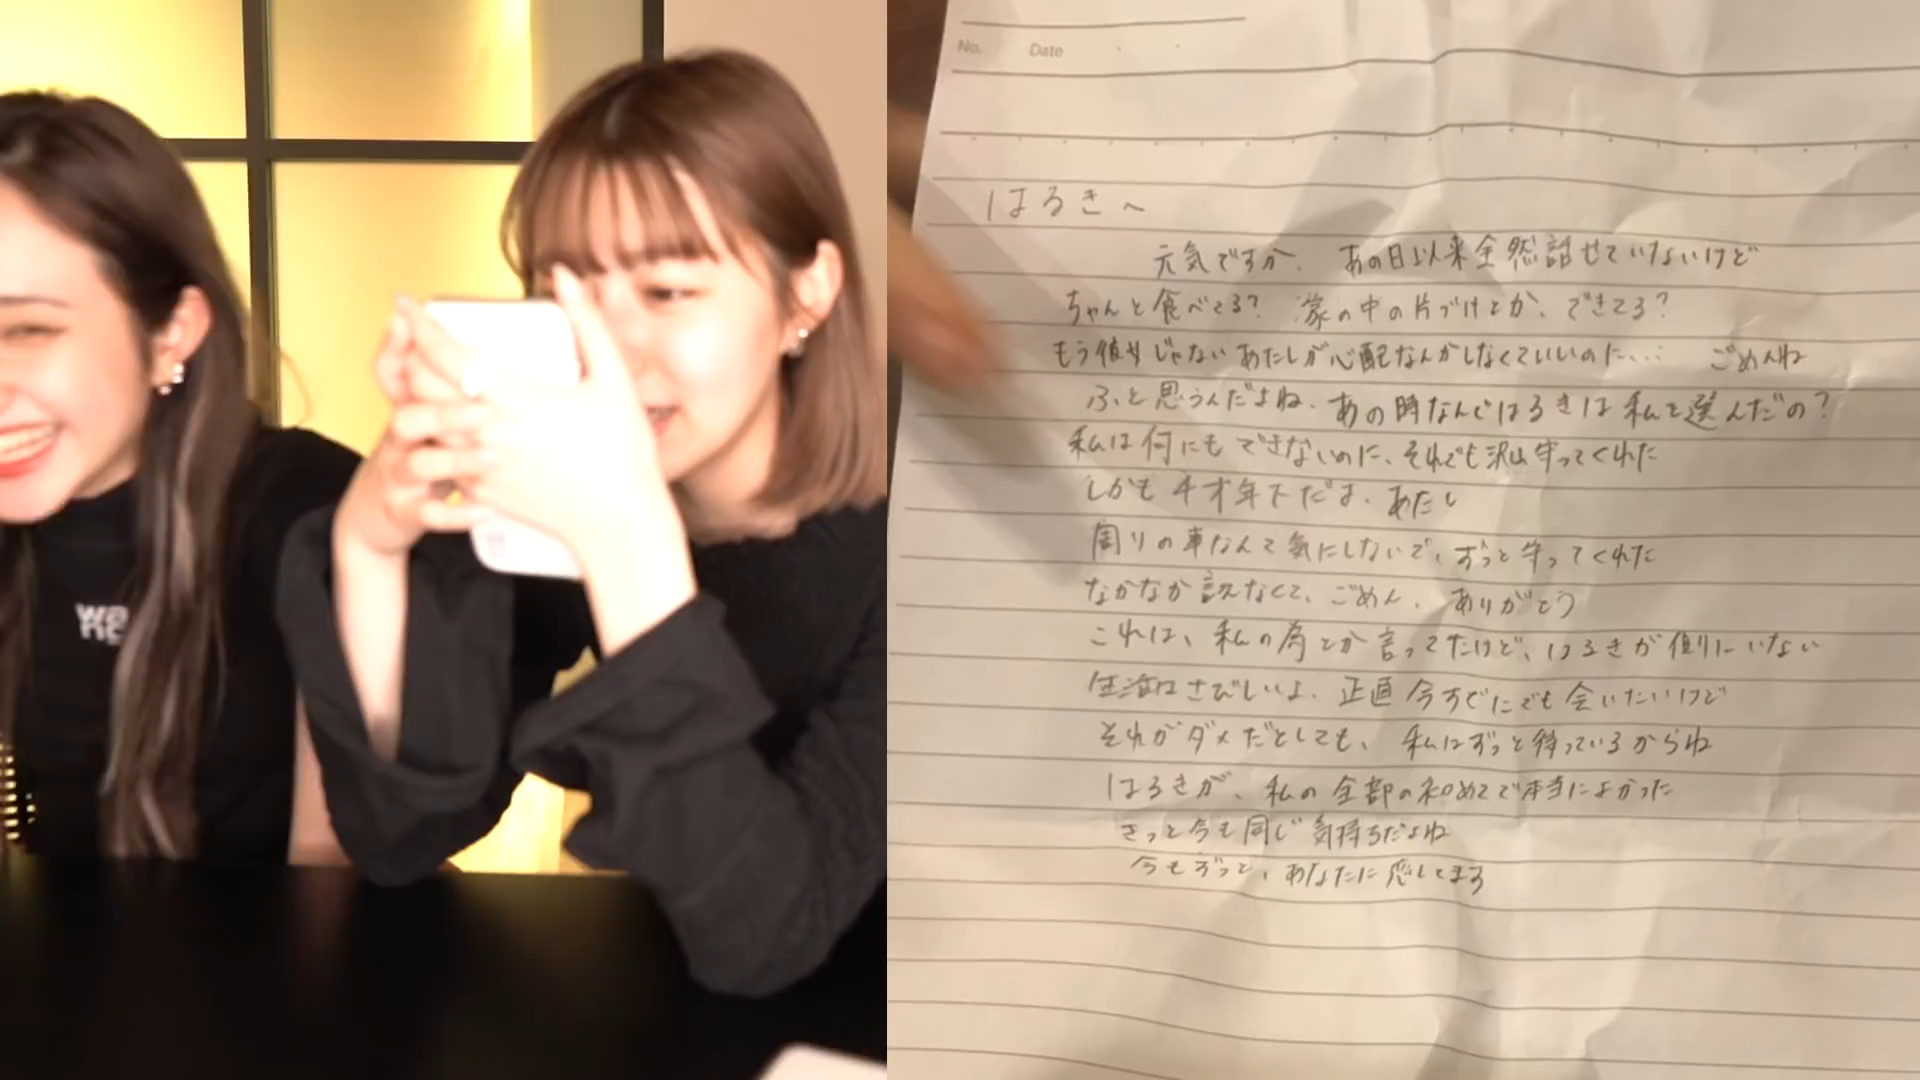 No. Date
はるきへ
元気ですか. あの日以来全然話せていないけど
ちゃんと食べてる? 家の中の片づけとか、できてる?
もう彼女じゃないあたしが心配なんかしなくていいのに... ごめんね
ふと思うんだよね. あの時なんではるきは私を選んだの?
私は何にもできないのに、それでも沢山守ってくれた
しかも4才年下だよ. あたし
周りの事なんて気にしないで、ずっと守ってくれた
なかなか言えなくて、ごめん. ありがとう
これは、私の為とか言ってたけど、はるきが側にいない
生活はさびしいよ. 正直今すぐにでも会いたいけど
それがダメだとしても、私はずっと待っているからね
はるきが、私の全部の初めてで本当によかった
きっと今も同じ気持ちだよね
今もずっと、あなたに恋してまる